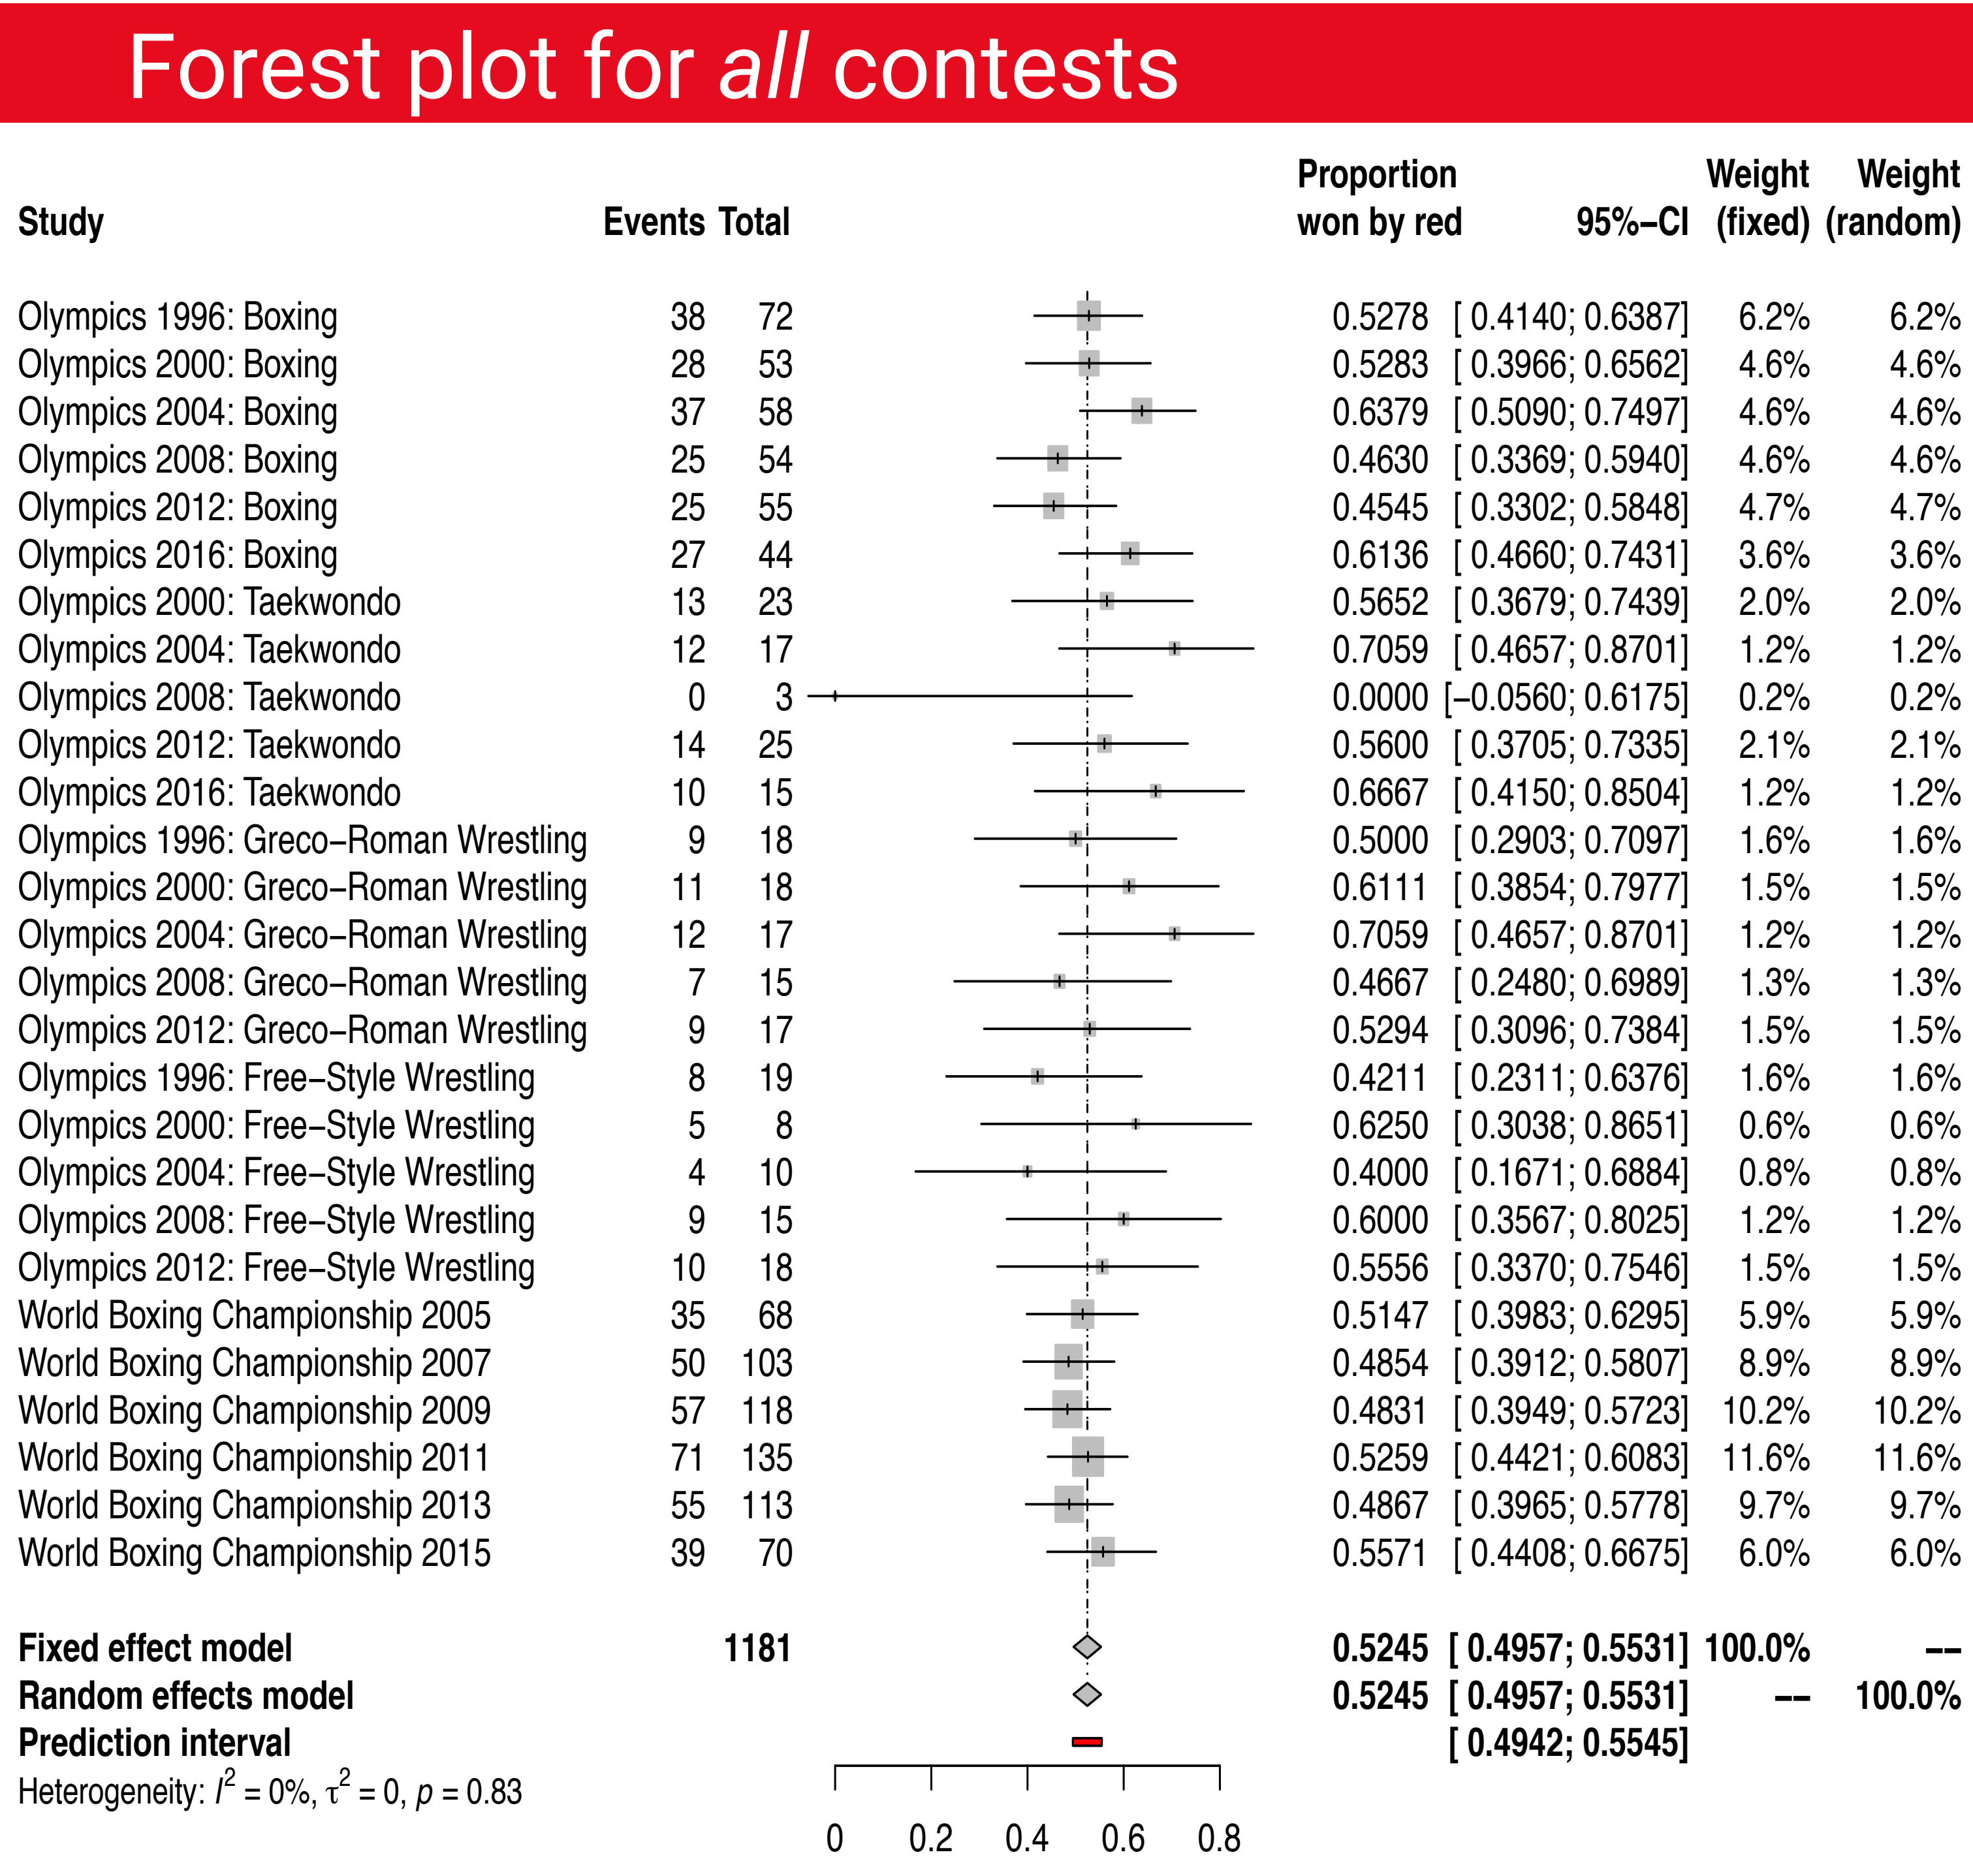 Forest plot for all contests
Proportion Weight Weight
Study Events Total won by red 95%−CI (fixed) (random)
Olympics 1996: Boxing 38 72 0.5278 [ 0.4140; 0.6387] 6.2% 6.2%
Olympics 2000: Boxing 28 53 0.5283 [ 0.3966; 0.6562] 4.6% 4.6%
Olympics 2004: Boxing 37 58 0.6379 [ 0.5090; 0.7497] 4.6% 4.6%
Olympics 2008: Boxing 25 54 0.4630 [ 0.3369; 0.5940] 4.6% 4.6%
Olympics 2012: Boxing 25 55 0.4545 [ 0.3302; 0.5848] 4.7% 4.7%
Olympics 2016: Boxing 27 44 0.6136 [ 0.4660; 0.7431] 3.6% 3.6%
Olympics 2000: Taekwondo 13 23 0.5652 [ 0.3679; 0.7439] 2.0% 2.0%
Olympics 2004: Taekwondo 12 17 0.7059 [ 0.4657; 0.8701] 1.2% 1.2%
Olympics 2008: Taekwondo 0 3 0.0000 [−0.0560; 0.6175] 0.2% 0.2%
Olympics 2012: Taekwondo 14 25 0.5600 [ 0.3705; 0.7335] 2.1% 2.1%
Olympics 2016: Taekwondo 10 15 0.6667 [ 0.4150; 0.8504] 1.2% 1.2%
Olympics 1996: Greco−Roman Wrestling 9 18 0.5000 [ 0.2903; 0.7097] 1.6% 1.6%
Olympics 2000: Greco−Roman Wrestling 11 18 0.6111 [ 0.3854; 0.7977] 1.5% 1.5%
Olympics 2004: Greco−Roman Wrestling 12 17 0.7059 [ 0.4657; 0.8701] 1.2% 1.2%
Olympics 2008: Greco−Roman Wrestling 7 15 0.4667 [ 0.2480; 0.6989] 1.3% 1.3%
Olympics 2012: Greco−Roman Wrestling 9 17 0.5294 [ 0.3096; 0.7384] 1.5% 1.5%
Olympics 1996: Free−Style Wrestling 8 19 0.4211 [ 0.2311; 0.6376] 1.6% 1.6%
Olympics 2000: Free−Style Wrestling 5 8 0.6250 [ 0.3038; 0.8651] 0.6% 0.6%
Olympics 2004: Free−Style Wrestling 4 10 0.4000 [ 0.1671; 0.6884] 0.8% 0.8%
Olympics 2008: Free−Style Wrestling 9 15 0.6000 [ 0.3567; 0.8025] 1.2% 1.2%
Olympics 2012: Free−Style Wrestling 10 18 0.5556 [ 0.3370; 0.7546] 1.5% 1.5%
World Boxing Championship 2005 35 68 0.5147 [ 0.3983; 0.6295] 5.9% 5.9%
World Boxing Championship 2007 50 103 0.4854 [ 0.3912; 0.5807] 8.9% 8.9%
World Boxing Championship 2009 57 118 0.4831 [ 0.3949; 0.5723] 10.2% 10.2%
World Boxing Championship 2011 71 135 0.5259 [ 0.4421; 0.6083] 11.6% 11.6%
World Boxing Championship 2013 55 113 0.4867 [ 0.3965; 0.5778] 9.7% 9.7%
World Boxing Championship 2015 39 70 0.5571 [ 0.4408; 0.6675] 6.0% 6.0%
Fixed effect model 1181 0.5245 [ 0.4957; 0.5531] 100.0% −−
Random effects model 0.5245 [ 0.4957; 0.5531] −− 100.0%
Prediction interval [ 0.4942; 0.5545]
Heterogeneity: I² = 0%, τ² = 0, p = 0.83
0 0.2 0.4 0.6 0.8